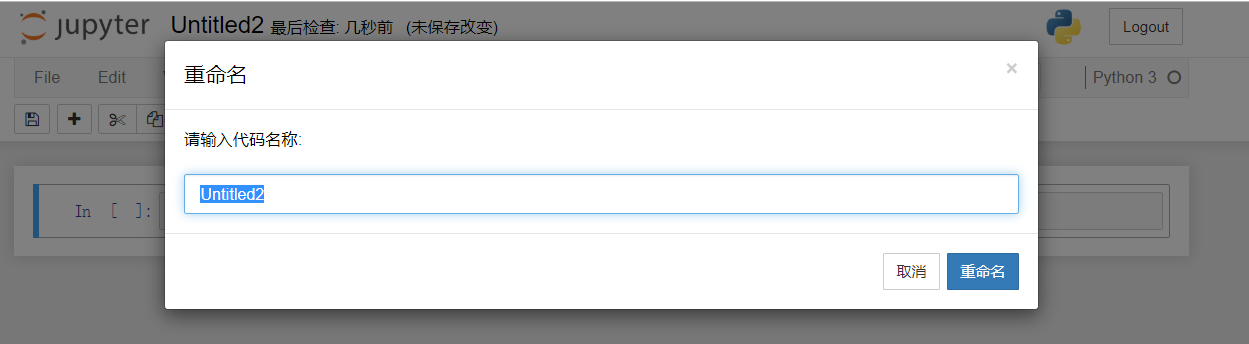 jupyter Untitled2 最后检查: 几秒前 (未保存改变) Logout
重命名 ×
File Edit Python 3
请输入代码名称:
Untitled2
In [ ]:
取消 重命名